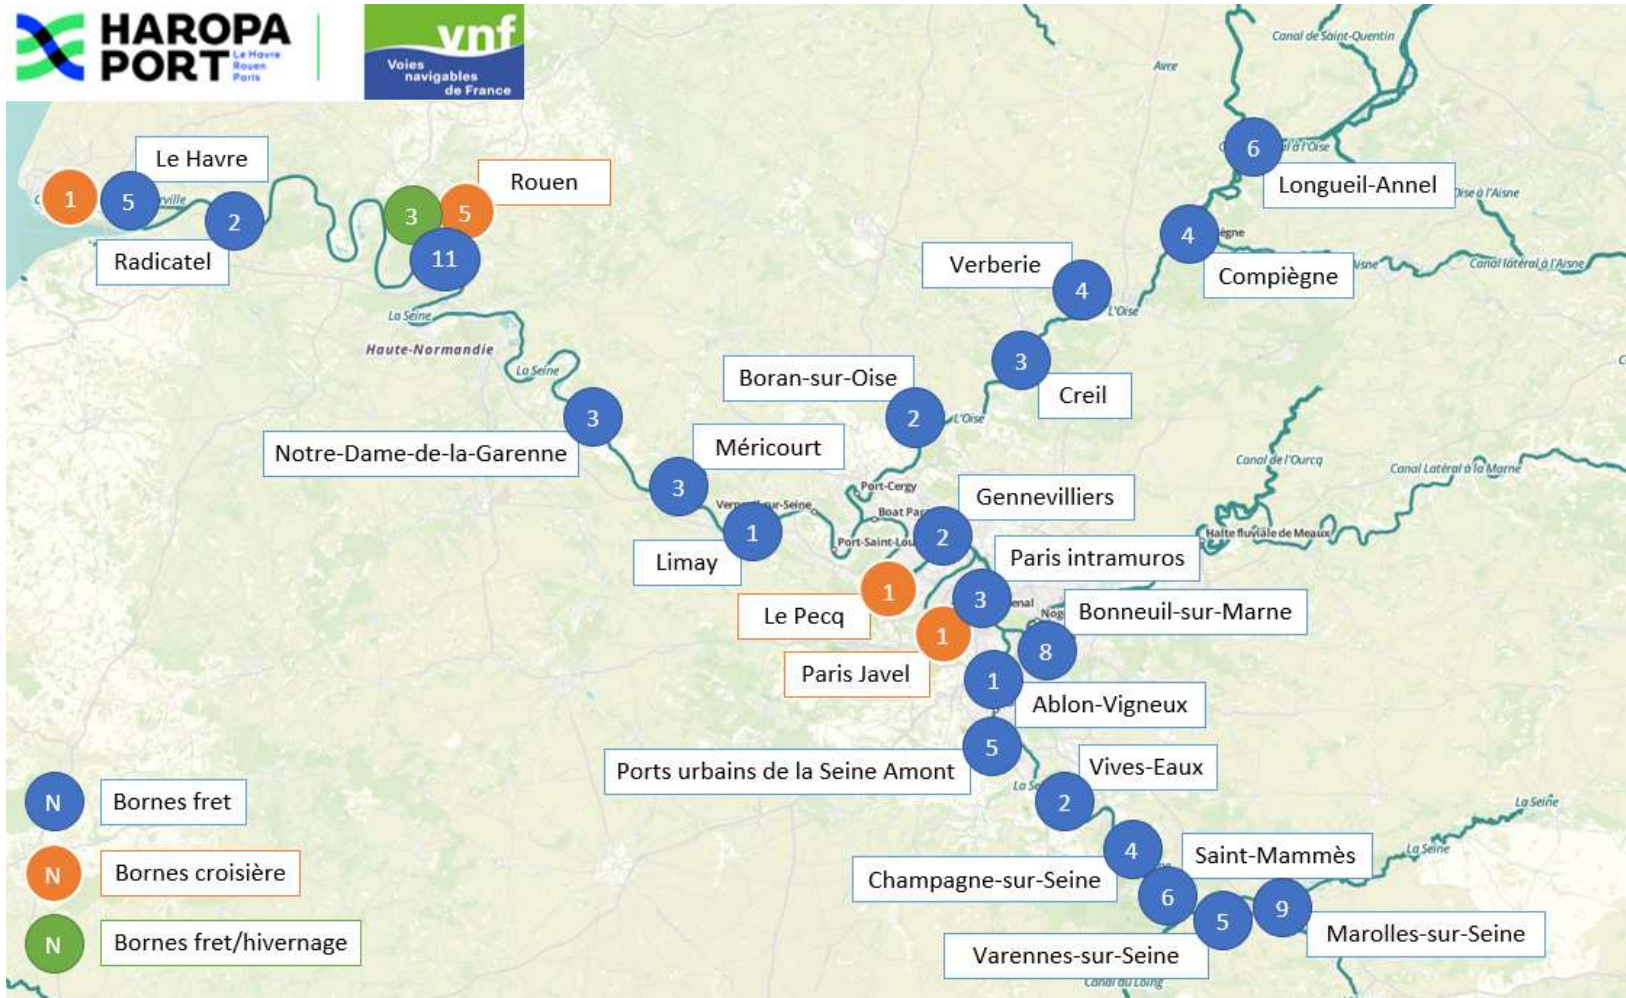 HAROPA
PORT
Le Havre
Rouen
Paris
vnf
Voies
navigables
de France
Canal de Saint-Quentin
Avre
Le Havre
1
5
2
Radicatel
Rouen
3
5
11
6
Longueil-Annel
Oise à l'Aisne
4
Compiègne
Canal latéral à l'Aisne
Verberie
4
L'Oise
La Seine
Haute-Normandie
La Seine
3
Creil
Boran-sur-Oise
2
L'Oise
3
Notre-Dame-de-la-Garenne
Méricourt
3
Canal de l'Ourcq
Canal Latéral à la Marne
Port-Cergy
Gennevilliers
1
Limay
2
Halte fluviale de Meaux
Paris intramuros
3
1
Le Pecq
Bonneuil-sur-Marne
1
8
Paris Javel
1
Ablon-Vigneux
5
Ports urbains de la Seine Amont
Vives-Eaux
2
La Seine
4
Champagne-sur-Seine
Saint-Mammès
La Seine
6
5
9
Varennes-sur-Seine
Marolles-sur-Seine
Canal du Loing
N
Bornes fret
N
Bornes croisière
N
Bornes fret/hivernage